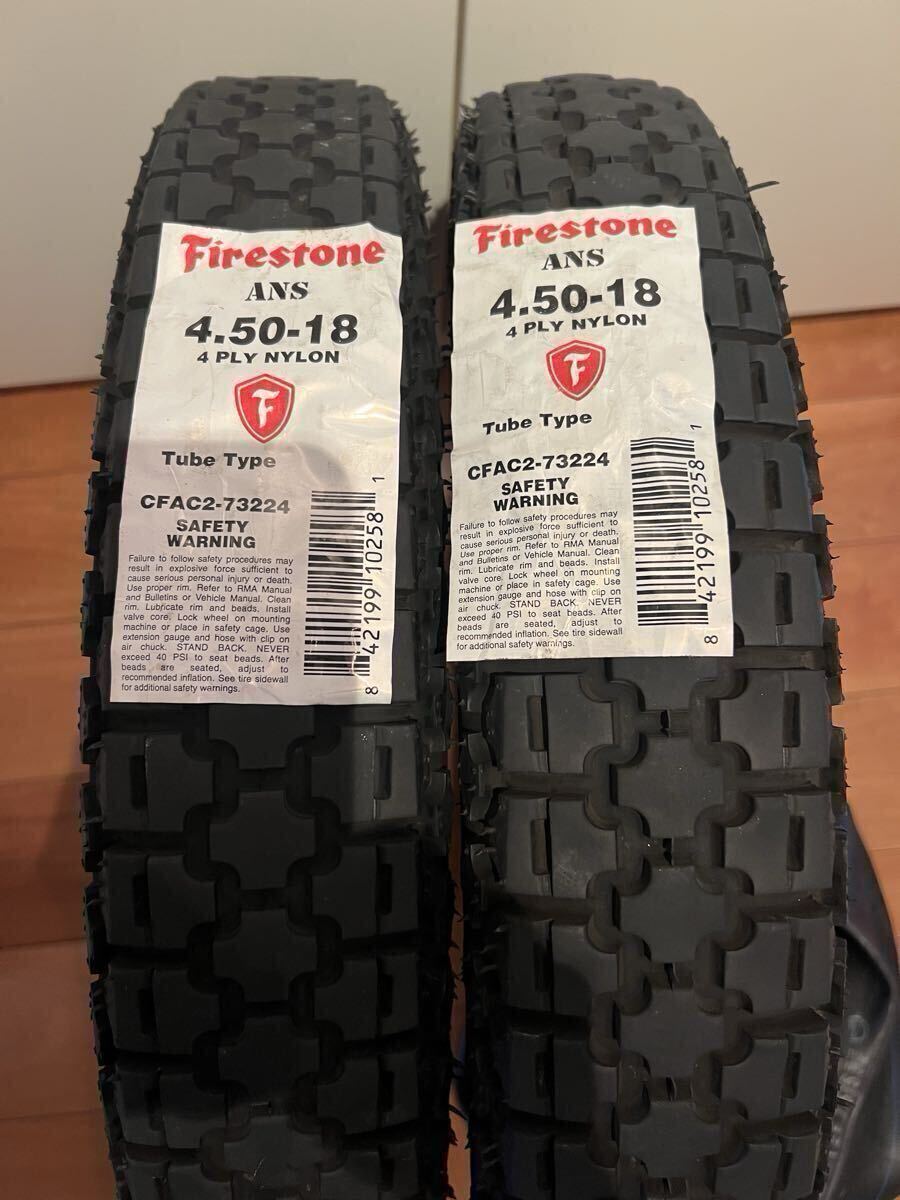 Firestone
ANS
4.50-18
4 PLY NYLON
F
Tube Type
CFAC2-73224
SAFETY
WARNING
Failure to follow safety procedures may
result in explosive force sufficient to
cause serious personal injury or death.
Use proper rim. Refer to RMA Manual
and Bulletins or Vehicle Manual. Clean
rim. Lubricate rim and beads. Install
valve core. Lock wheel on mounting
machine or place in safety cage. Use
extension gauge and hose with clip on
air chuck. STAND BACK. NEVER
exceed 40 PSI to seat beads. After
beads are seated, adjust to
recommended inflation. See tire sidewall
for additional safety warnings.
8 42199 10258 1
Firestone
ANS
4.50-18
4 PLY NYLON
F
Tube Type
CFAC2-73224
SAFETY
WARNING
Failure to follow safety procedures may
result in explosive force sufficient to
cause serious personal injury or death.
Use proper rim. Refer to RMA Manual
and Bulletins or Vehicle Manual. Clean
rim. Lubricate rim and beads. Install
valve core. Lock wheel on mounting
machine or place in safety cage. Use
extension gauge and hose with clip on
air chuck. STAND BACK. NEVER
exceed 40 PSI to seat beads. After
beads are seated, adjust to
recommended inflation. See tire sidewall
for additional safety warnings.
8 42199 10258 1